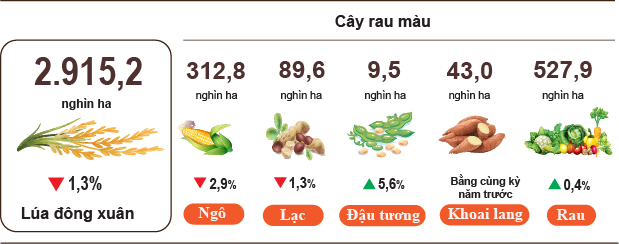 Cây rau màu
2.915,2
nghìn ha
▼ 1,3%
Lúa đông xuân
312,8
nghìn ha
▼ 2,9%
Ngô
89,6
nghìn ha
▼ 1,3%
Lạc
9,5
nghìn ha
▲ 5,6%
Đậu tương
43,0
nghìn ha
Bằng cùng kỳ
năm trước
Khoai lang
527,9
nghìn ha
▲ 0,4%
Rau